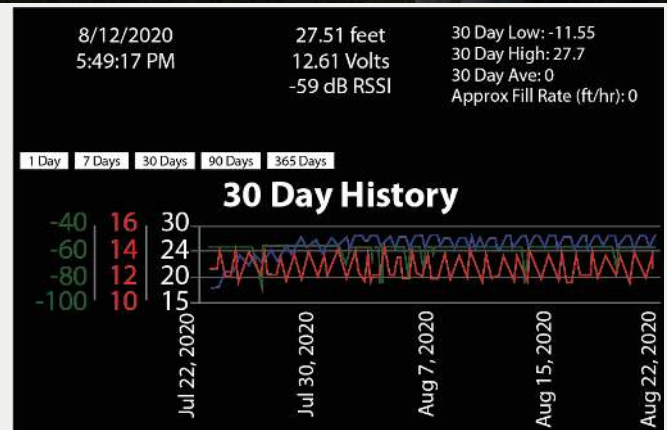 8/12/2020
5:49:17 PM
27.51 feet
12.61 Volts
-59 dB RSSI
30 Day Low: -11.55
30 Day High: 27.7
30 Day Ave: 0
Approx Fill Rate (ft/hr): 0
1 Day 7 Days 30 Days 90 Days 365 Days
30 Day History
-40 16 30
-60 14 24
-80 12 20
-100 10 15
Jul 22, 2020
Jul 30, 2020
Aug 7, 2020
Aug 15, 2020
Aug 22, 2020